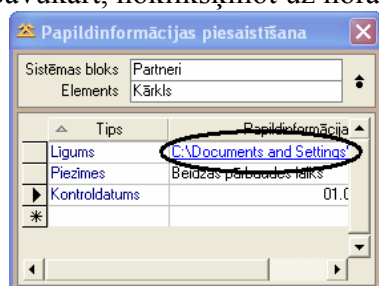 Papildinformācijas piesaistīšana
Sistēmas bloks Partneri
Elements Kārkls
Tips Papildinformācija
Līgums C:\Documents and Settings\
Piezīmes Beidzas pārbaudes laiks
Kontroldatums 01.0